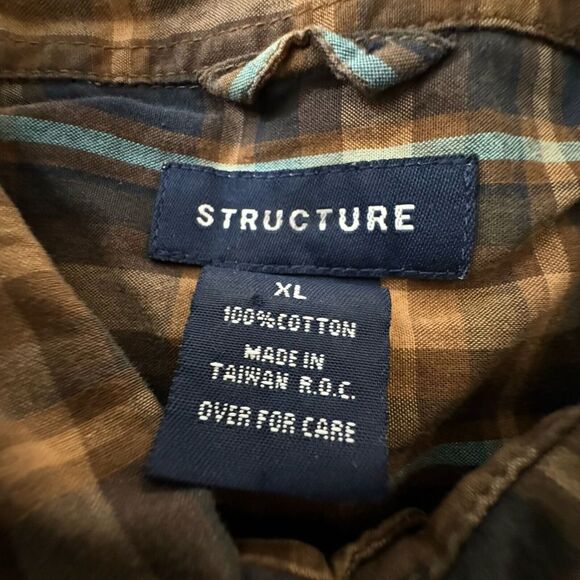 STRUCTURE
XL
100%COTTON
MADE IN
TAIWAN R.O.C.
OVER FOR CARE